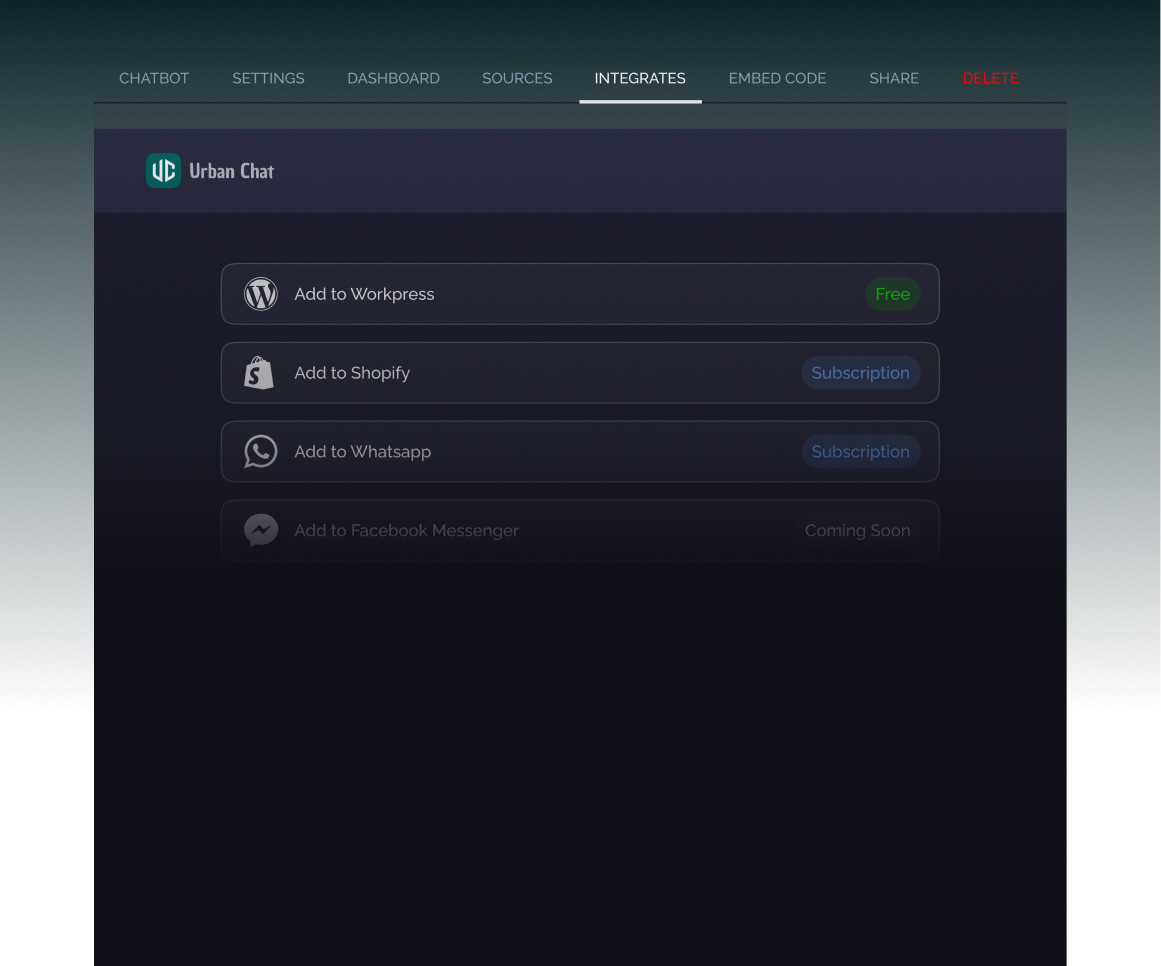 CHATBOT SETTINGS DASHBOARD SOURCES INTEGRATES EMBED CODE SHARE DELETE
UC Urban Chat
Add to Workpress Free
Add to Shopify Subscription
Add to Whatsapp Subscription
Add to Facebook Messenger Coming Soon